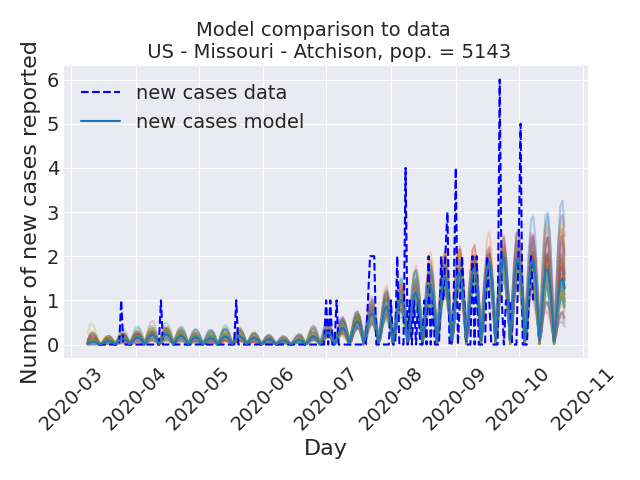 Model comparison to data
US - Missouri - Atchison, pop. = 5143
Number of new cases reported
6
5
4
3
2
1
0
new cases data
new cases model
2020-03
2020-04
2020-05
2020-06
2020-07
2020-08
2020-09
2020-10
2020-11
Day